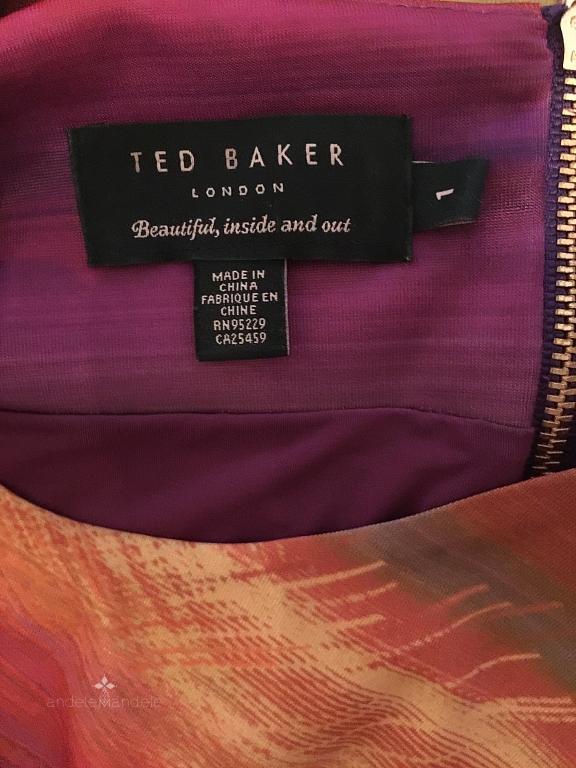 TED BAKER
LONDON
Beautiful, inside and out
1
MADE IN
CHINA
FABRIQUE EN
CHINE
RN95229
CA25459
andeleMandele